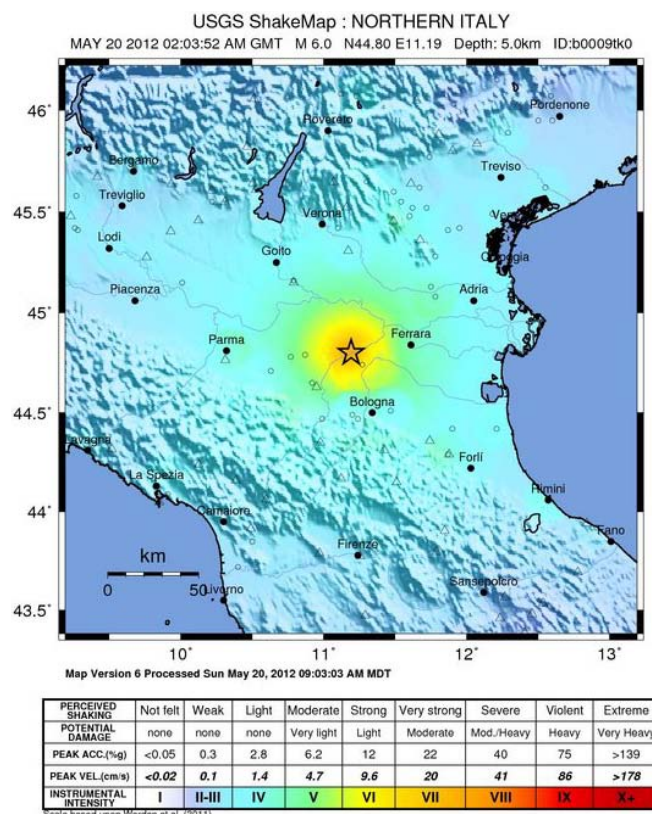 USGS ShakeMap : NORTHERN ITALY
MAY 20 2012 02:03:52 AM GMT M 6.0 N44.80 E11.19 Depth: 5.0km ID:b0009tk0
46˚
Pordenone
Rovereto
Bergamo
Treviso
Treviglio
45.5˚
Verona
Lodi
Goito
Piacenza
Adria
45˚
Ferrara
Parma
44.5˚
Bologna
Lavagna
Forlí
La Spezia
Rimini
44˚
Camaiore
Fano
km
Firenze
0 50
Sansepolcro
43.5˚
Livorno
10˚ 11˚ 12˚ 13˚
Map Version 6 Processed Sun May 20, 2012 09:03:03 AM MDT
PERCEIVED SHAKING Not felt Weak Light Moderate Strong Very strong Severe Violent Extreme
POTENTIAL DAMAGE none none none Very light Light Moderate Mod./Heavy Heavy Very Heavy
PEAK ACC.(%g) <0.05 0.3 2.8 6.2 12 22 40 75 >139
PEAK VEL.(cm/s) <0.02 0.1 1.4 4.7 9.6 20 41 86 >178
INSTRUMENTAL INTENSITY I II-III IV V VI VII VIII IX X+